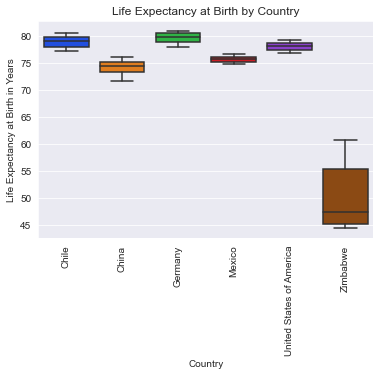 Life Expectancy at Birth by Country
Life Expectancy at Birth in Years
80
75
70
65
60
55
50
45
Chile
China
Germany
Mexico
United States of America
Zimbabwe
Country